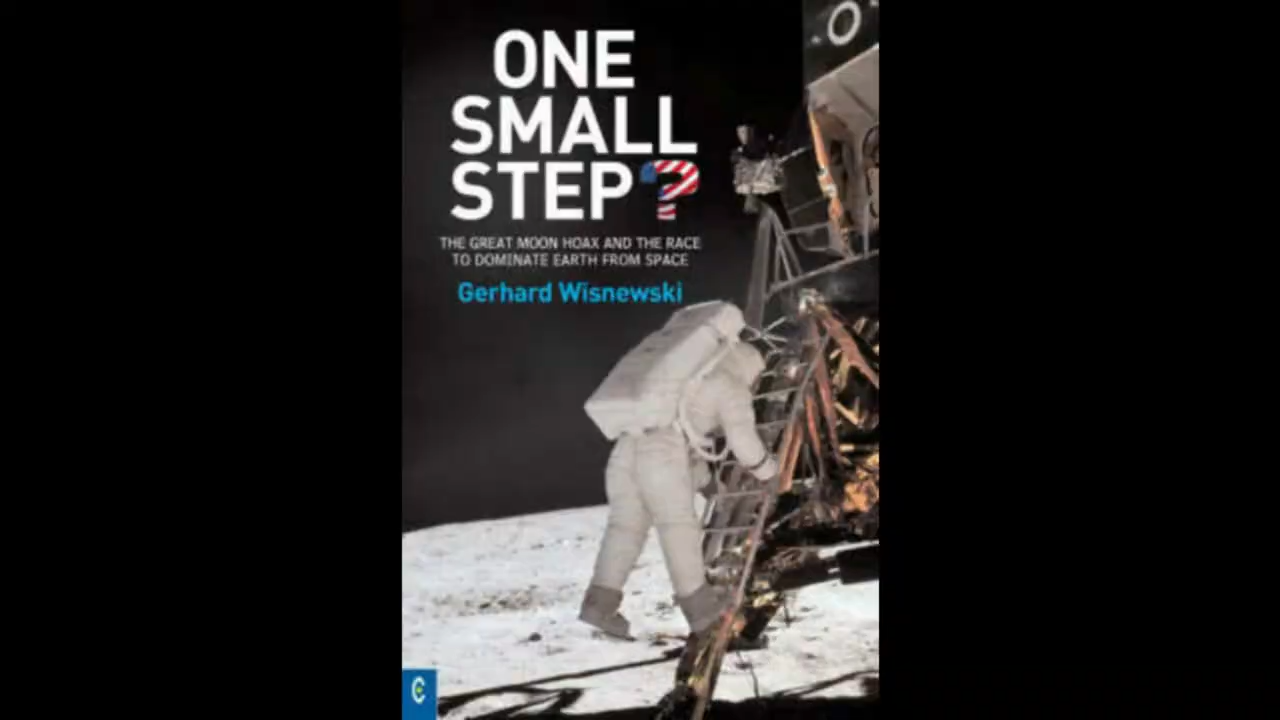 ONE
SMALL
STEP?
THE GREAT MOON HOAX AND THE RACE
TO DOMINATE EARTH FROM SPACE
Gerhard Wisnewski